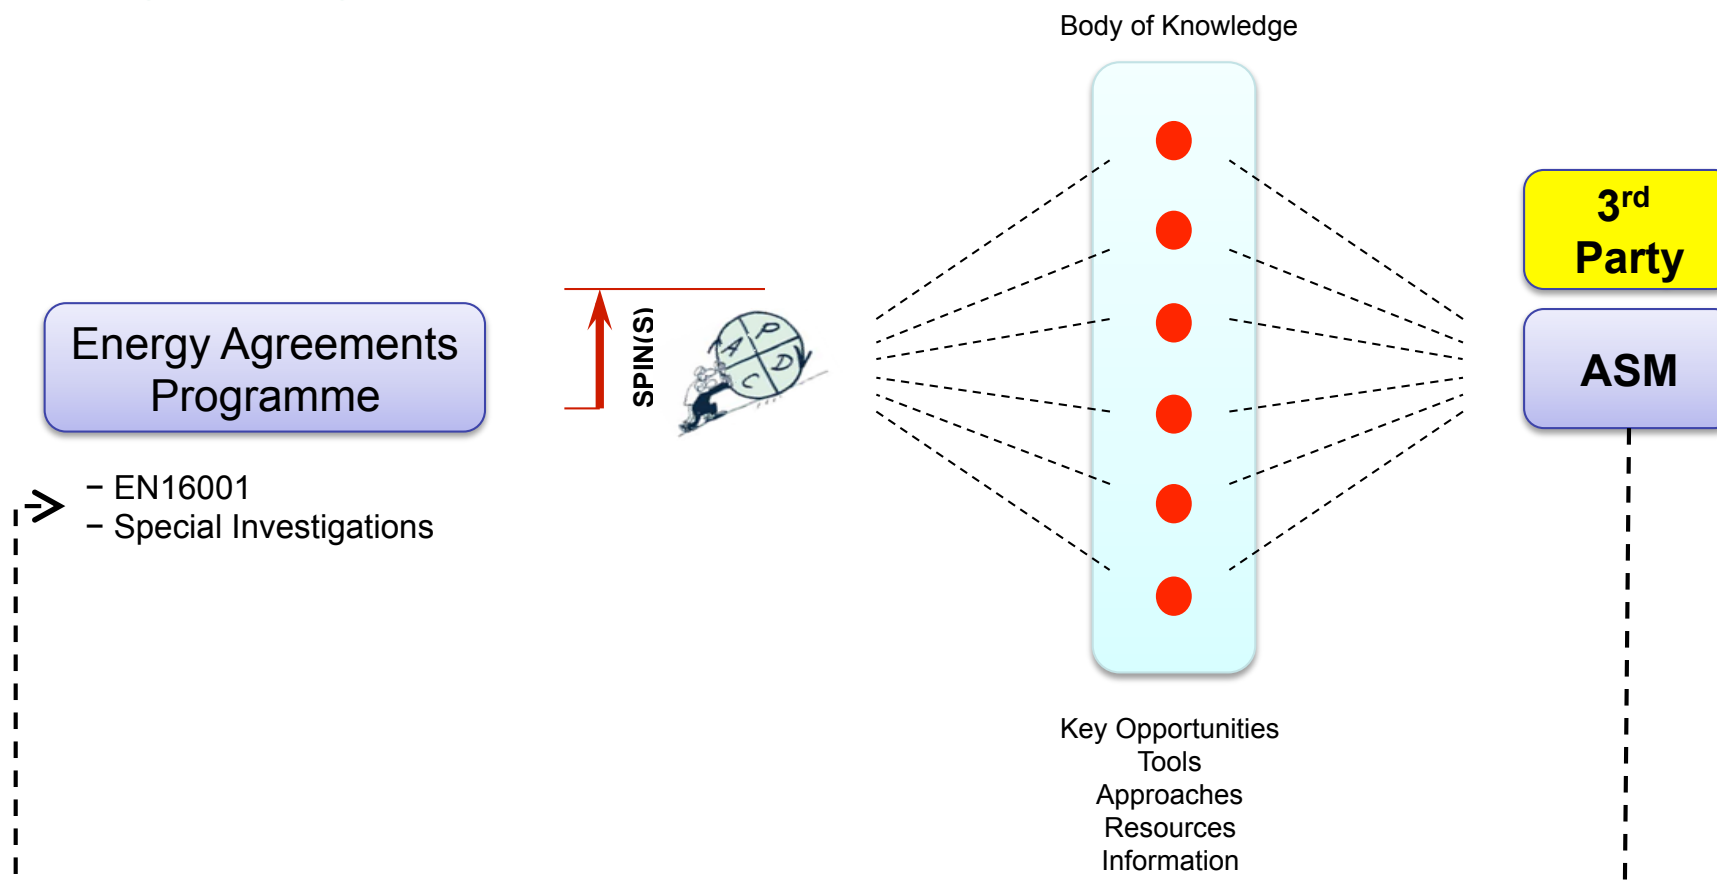 Body of Knowledge
3rd
Party
Energy Agreements
Programme
SPIN(S)
A
P
D
C
ASM
− EN16001
− Special Investigations
Key Opportunities
Tools
Approaches
Resources
Information